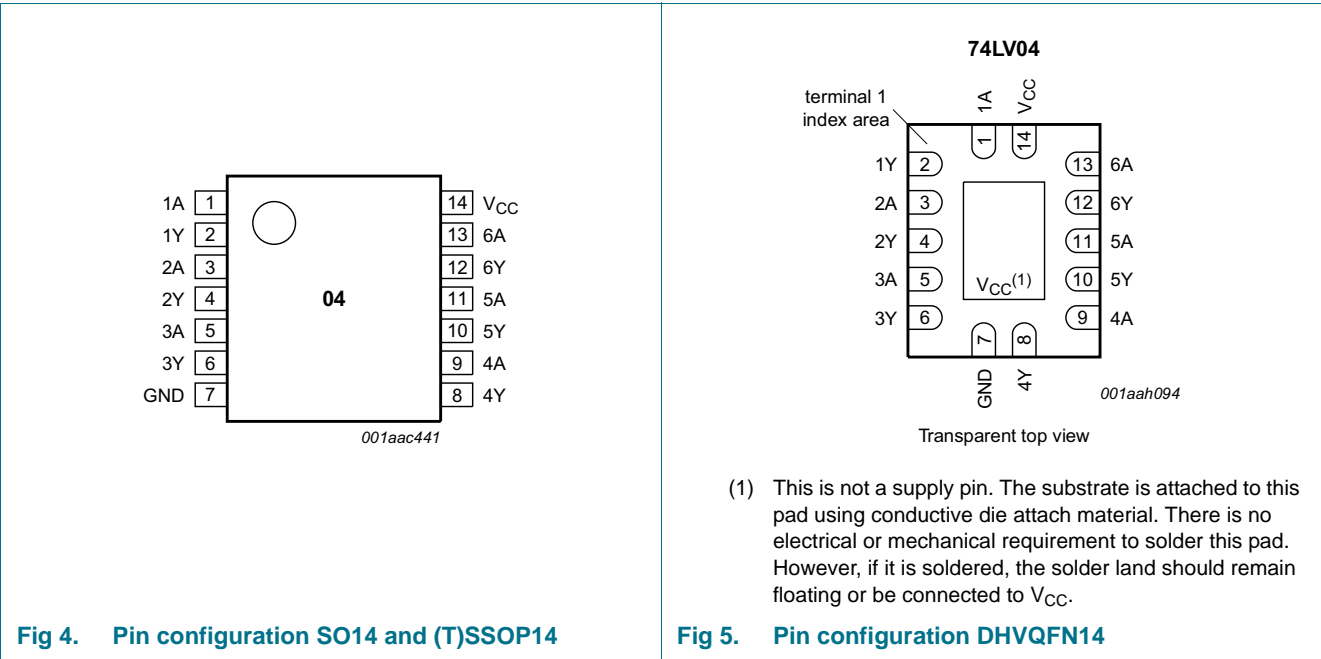 1A 1 14 VCC
1Y 2 13 6A
2A 3 12 6Y
2Y 4 04 11 5A
3A 5 10 5Y
3Y 6 9 4A
GND 7 8 4Y
001aac441
Fig 4. Pin configuration SO14 and (T)SSOP14
74LV04
terminal 1
index area
1A VCC
1 14
1Y 2 13 6A
2A 3 12 6Y
2Y 4 11 5A
3A 5 VCC(1) 10 5Y
3Y 6 9 4A
7 8
GND 4Y
001aah094
Transparent top view
(1) This is not a supply pin. The substrate is attached to this
pad using conductive die attach material. There is no
electrical or mechanical requirement to solder this pad.
However, if it is soldered, the solder land should remain
floating or be connected to VCC.
Fig 5. Pin configuration DHVQFN14